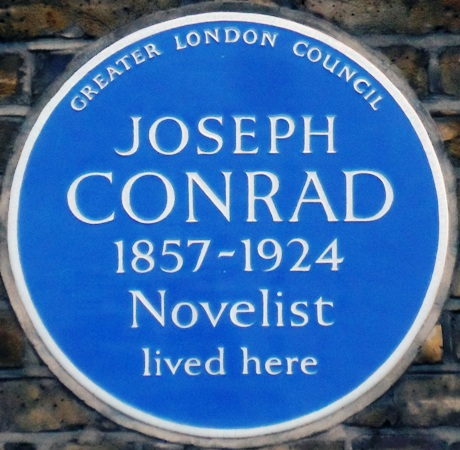 GREATER LONDON COUNCIL
JOSEPH
CONRAD
1857-1924
Novelist
lived here